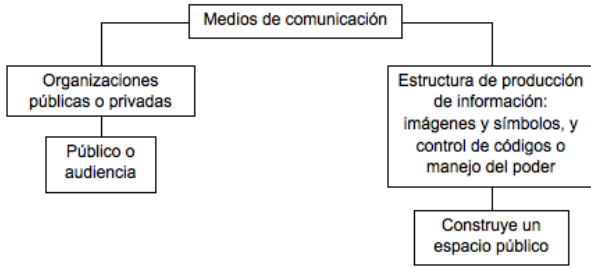 Medios de comunicación
Organizaciones
públicas o privadas
Público o
audiencia
Estructura de producción
de información:
imágenes y símbolos, y
control de códigos o
manejo del poder
Construye un
espacio público